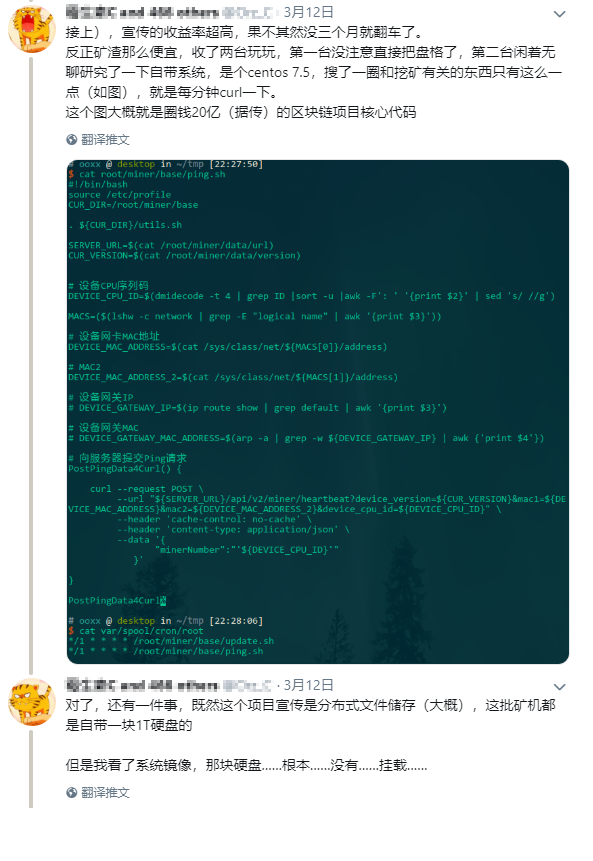 3月12日
接上），宣传的收益率超高，果不其然没三个月就翻车了。
反正矿渣那么便宜，收了两台玩玩，第一台没注意直接把盘格了，第二台闲着无
聊研究了一下自带系统，是个centos 7.5，搜了一圈和挖矿有关的东西只有这么一
点（如图），就是每分钟curl一下。
这个图大概就是圈钱20亿（据传）的区块链项目核心代码
翻译推文
# ooxx @ desktop in ~/tmp [22:27:50]
$ cat root/miner/base/ping.sh
#!/bin/bash
source /etc/profile
CUR_DIR=/root/miner/base
. ${CUR_DIR}/utils.sh
SERVER_URL=$(cat /root/miner/data/url)
CUR_VERSION=$(cat /root/miner/data/version)
# 设备CPU序列码
DEVICE_CPU_ID=$(dmidecode -t 4 | grep ID |sort -u |awk -F': ' '{print $2}' | sed 's/ //g')
MACS=($(lshw -c network | grep -E "logical name" | awk '{print $3}'))
# 设备网卡MAC地址
DEVICE_MAC_ADDRESS=$(cat /sys/class/net/${MACS[0]}/address)
# MAC2
DEVICE_MAC_ADDRESS_2=$(cat /sys/class/net/${MACS[1]}/address)
# 设备网关IP
# DEVICE_GATEWAY_IP=$(ip route show | grep default | awk '{print $3}')
# 设备网关MAC
# DEVICE_GATEWAY_MAC_ADDRESS=$(arp -a | grep -w ${DEVICE_GATEWAY_IP} | awk {'print $4'})
# 向服务器提交Ping请求
PostPingData4Curl() {
curl --request POST \
--url "${SERVER_URL}/api/v2/miner/heartbeat?device_version=${CUR_VERSION}&mac1=${DE
VICE_MAC_ADDRESS}&mac2=${DEVICE_MAC_ADDRESS_2}&device_cpu_id=${DEVICE_CPU_ID}" \
--header 'cache-control: no-cache' \
--header 'content-type: application/json' \
--data '{
"minerNumber":"'${DEVICE_CPU_ID}'"
}'
}
PostPingData4Curl%
# ooxx @ desktop in ~/tmp [22:28:06]
$ cat var/spool/cron/root
*/1 * * * * /root/miner/base/update.sh
*/1 * * * * /root/miner/base/ping.sh
3月12日
对了，还有一件事，既然这个项目宣传是分布式文件储存（大概），这批矿机都
是自带一块1T硬盘的
但是我看了系统镜像，那块硬盘......根本......没有......挂载......
翻译推文